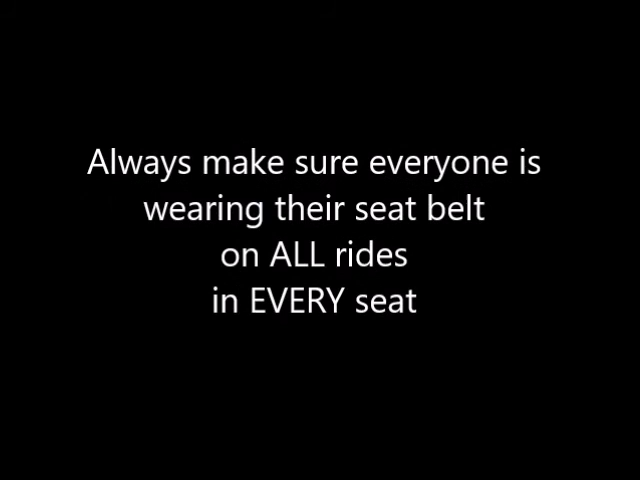 Always make sure everyone is
wearing their seat belt
on ALL rides
in EVERY seat